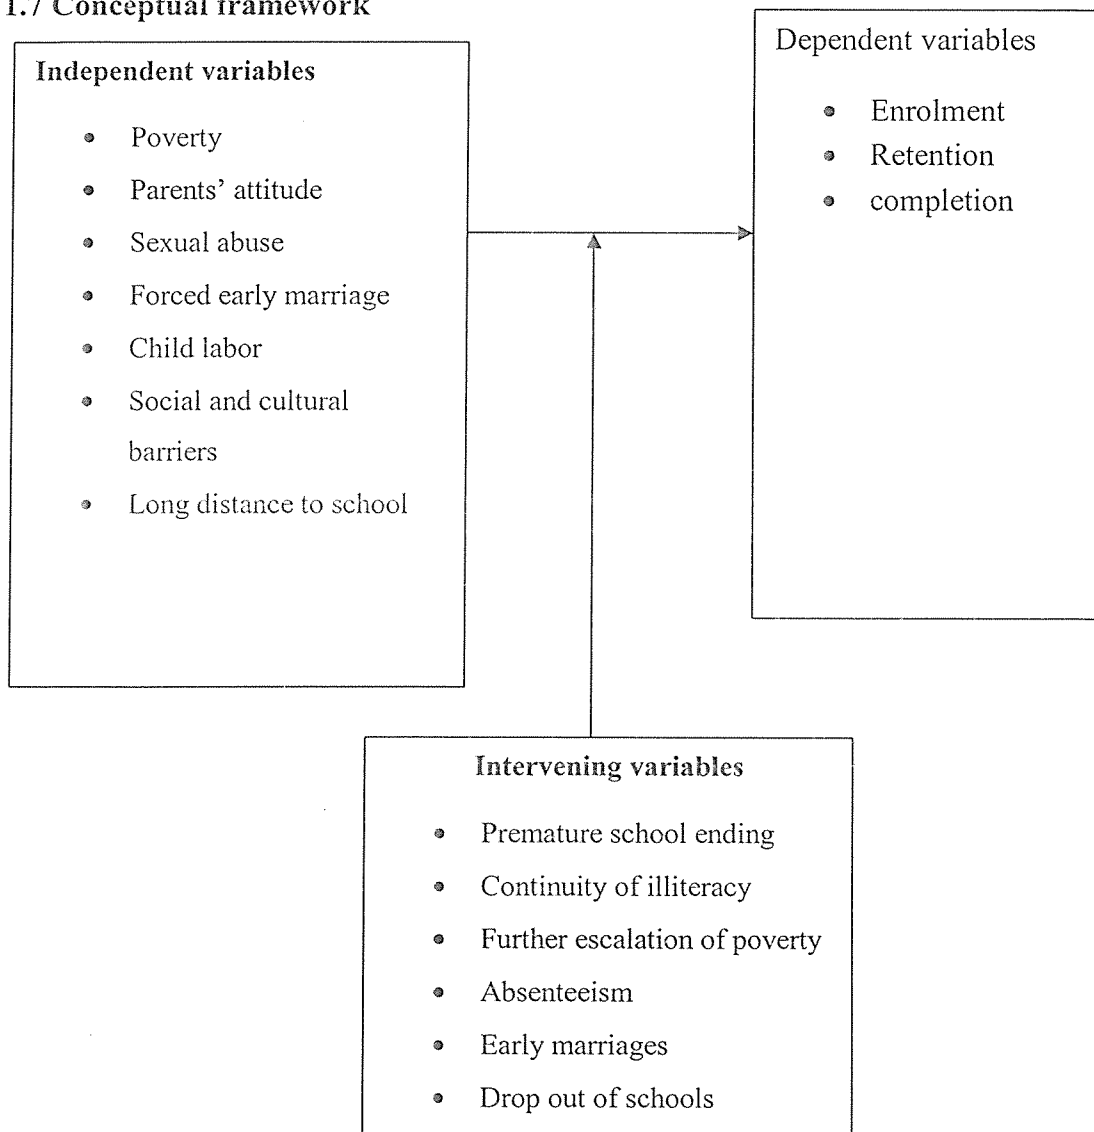 1.7 Conceptual framework
Independent variables
• Poverty
• Parents' attitude
• Sexual abuse
• Forced early marriage
• Child labor
• Social and cultural
barriers
• Long distance to school
Dependent variables
• Enrolment
• Retention
• completion
Intervening variables
• Premature school ending
• Continuity of illiteracy
• Further escalation of poverty
• Absenteeism
• Early marriages
• Drop out of schools